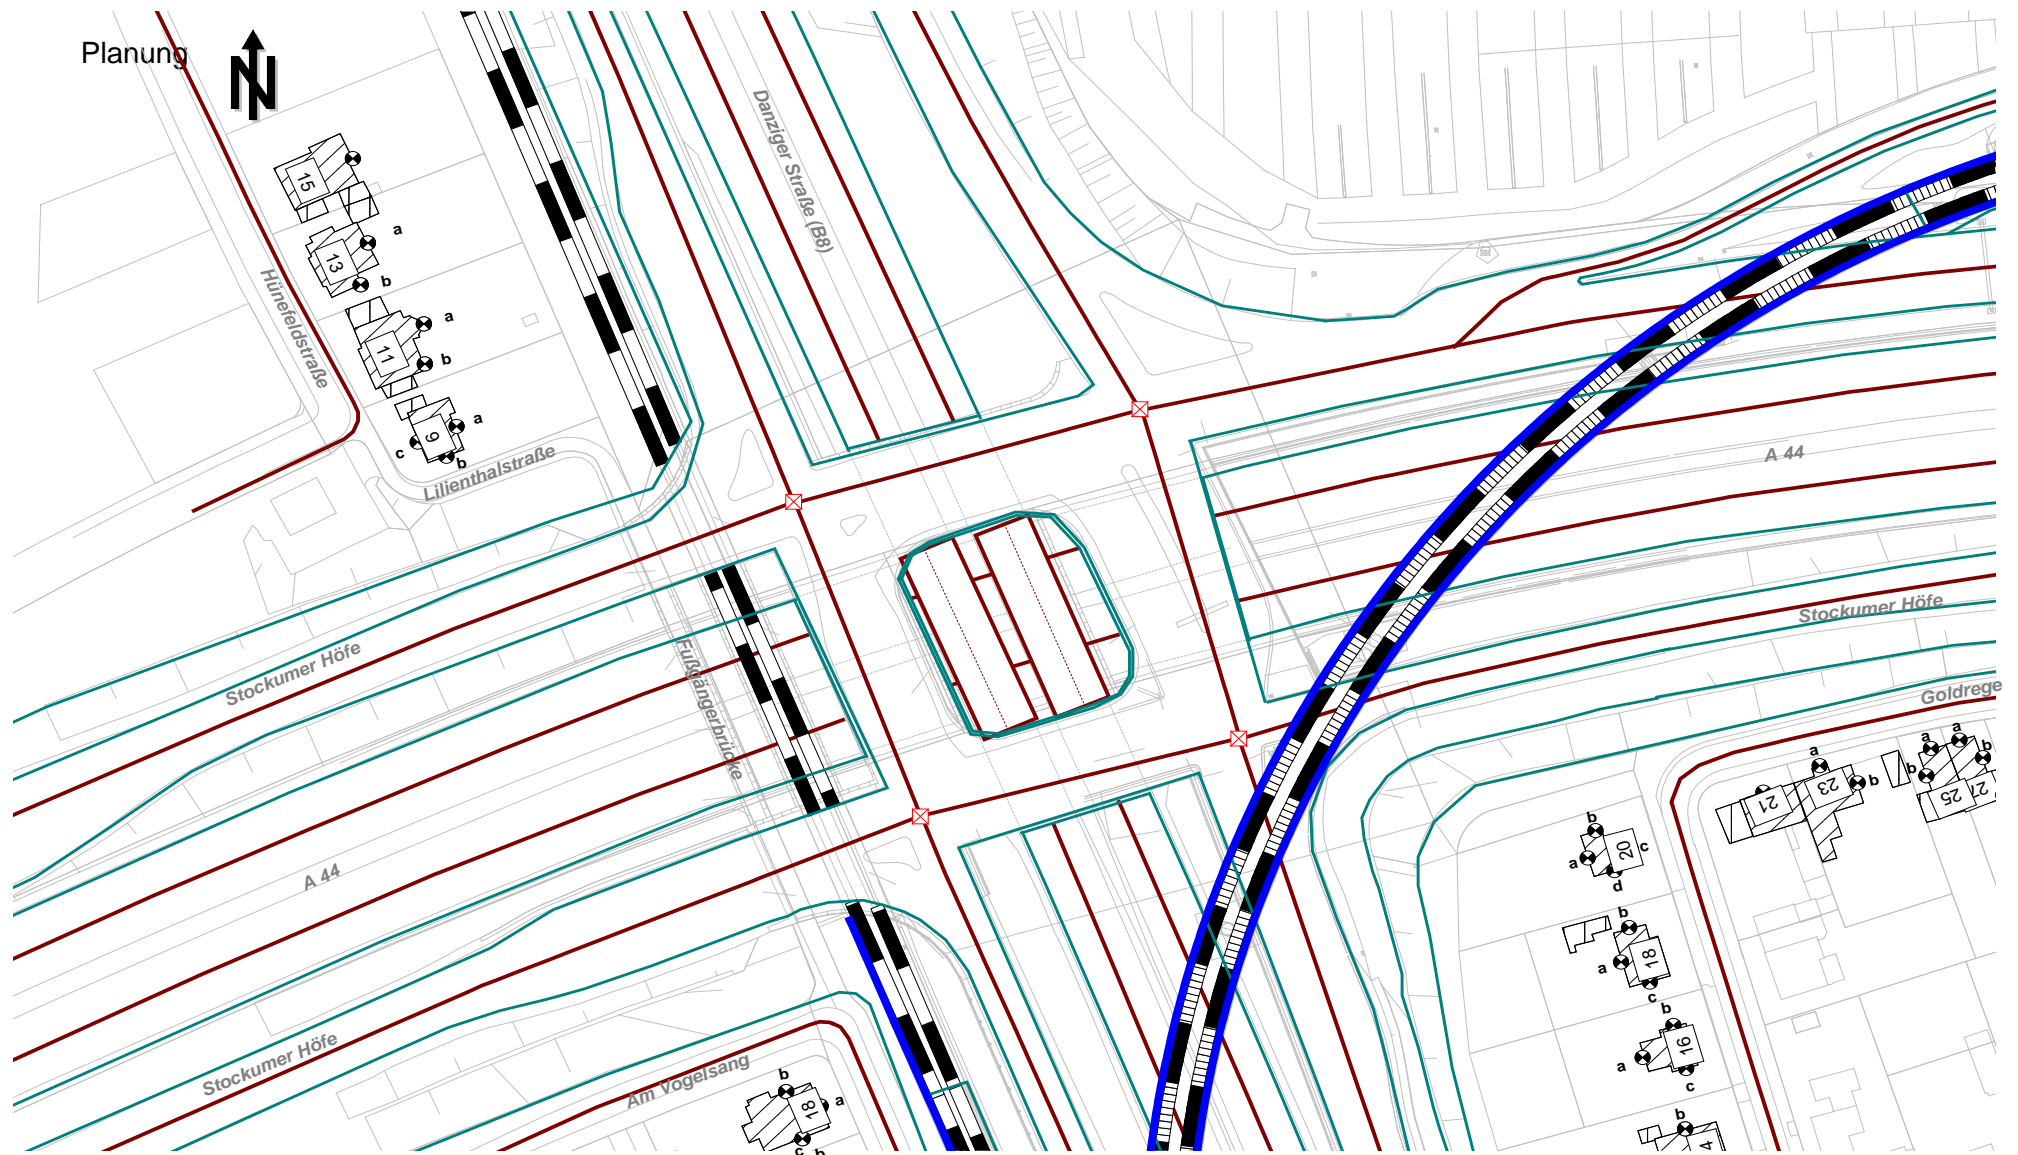 Planung
N
Danziger Straße (B8)
15
a
13
b
Hünefeldstraße
a
11
b
a
9
c
b
Lilienthalstraße
A 44
Stockumer Höfe
Stockumer Höfe
Fußgängerbrücke
Goldrege
A 44
Stockumer Höfe
Am Vogelsang
b
18
a
c
b
21
a
23
b
a
a
b
b
25
27
b
20
c
a
d
b
18
a
c
b
16
a
c
b
4